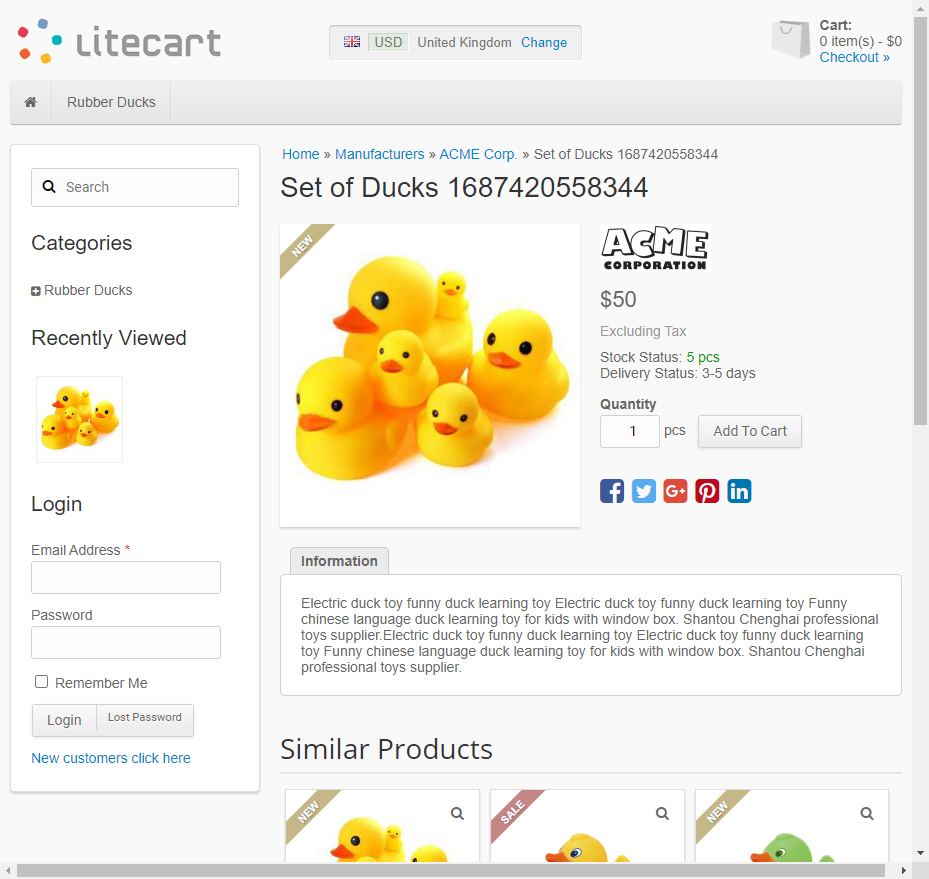 litecart
USD United Kingdom Change
Cart:
0 item(s) - $0
Checkout »
Rubber Ducks
Search
Categories
Rubber Ducks
Recently Viewed
Login
Email Address *
Password
Remember Me
Login Lost Password
New customers click here
Home » Manufacturers » ACME Corp. » Set of Ducks 1687420558344
Set of Ducks 1687420558344
NEW
ACME
CORPORATION
$50
Excluding Tax
Stock Status: 5 pcs
Delivery Status: 3-5 days
Quantity
1 pcs Add To Cart
f G+ in
Information
Electric duck toy funny duck learning toy Electric duck toy funny duck learning toy Funny
chinese language duck learning toy for kids with window box. Shantou Chenghai professional
toys supplier.Electric duck toy funny duck learning toy Electric duck toy funny duck learning
toy Funny chinese language duck learning toy for kids with window box. Shantou Chenghai
professional toys supplier.
Similar Products
NEW SALE NEW